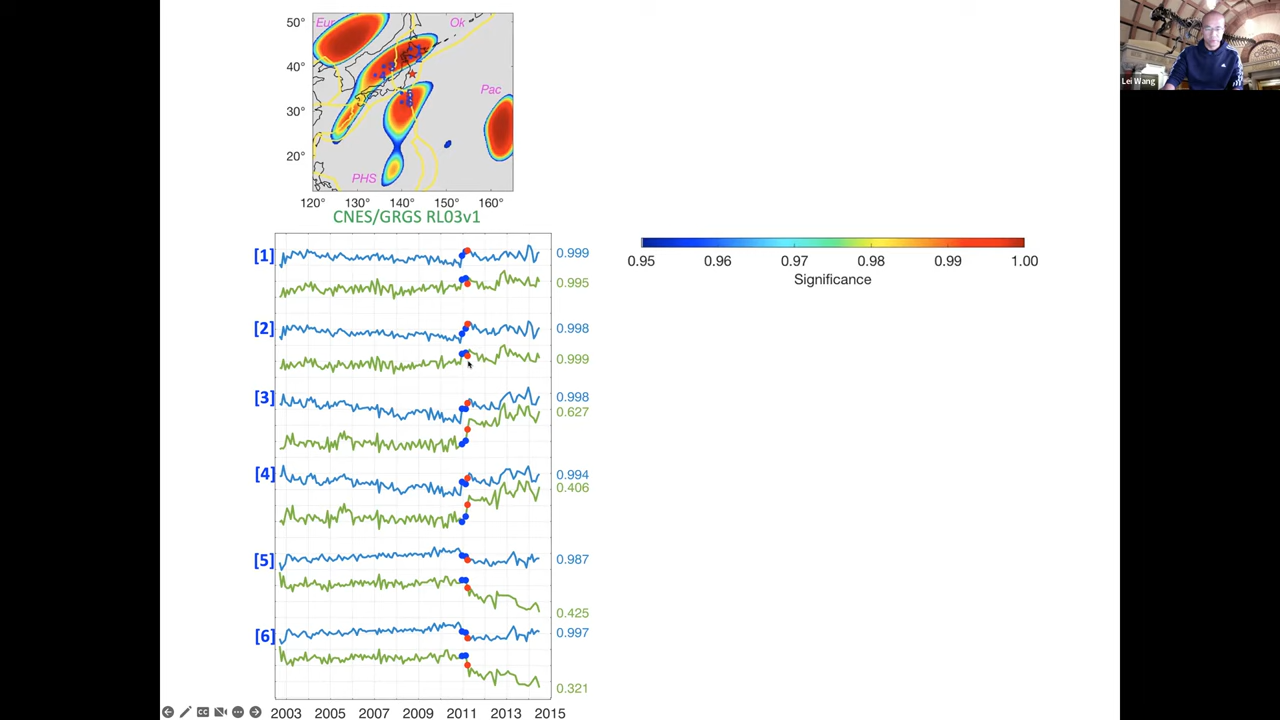 50°
Eur
Ok
40°
4
Pac
30°
20°
PHS
120° 130° 140° 150° 160°
CNES/GRGS RL03v1
[1]
0.999
0.995
[2]
0.998
0.999
[3]
0.998
0.627
[4]
0.994
0.406
[5]
0.987
0.425
[6]
0.997
0.321
2003 2005 2007 2009 2011 2013 2015
0.95 0.96 0.97 0.98 0.99 1.00
Significance
Lei Wang
CC